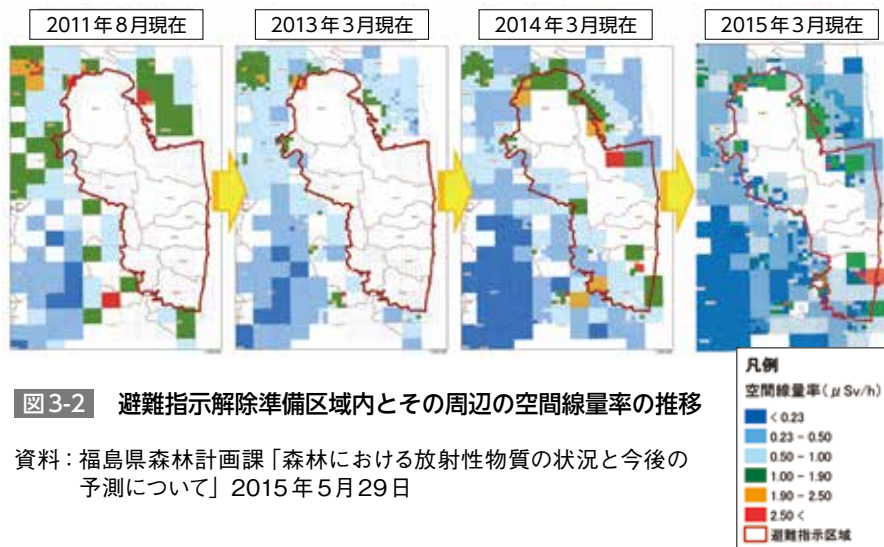 2011年8月現在
2013年3月現在
2014年3月現在
2015年3月現在
図3-2 避難指示解除準備区域内とその周辺の空間線量率の推移
資料：福島県森林計画課「森林における放射性物質の状況と今後の
予測について」2015年5月29日
凡例
空間線量率(μSv/h)
< 0.23
0.23 - 0.50
0.50 - 1.00
1.00 - 1.90
1.90 - 2.50
2.50 <
避難指示区域